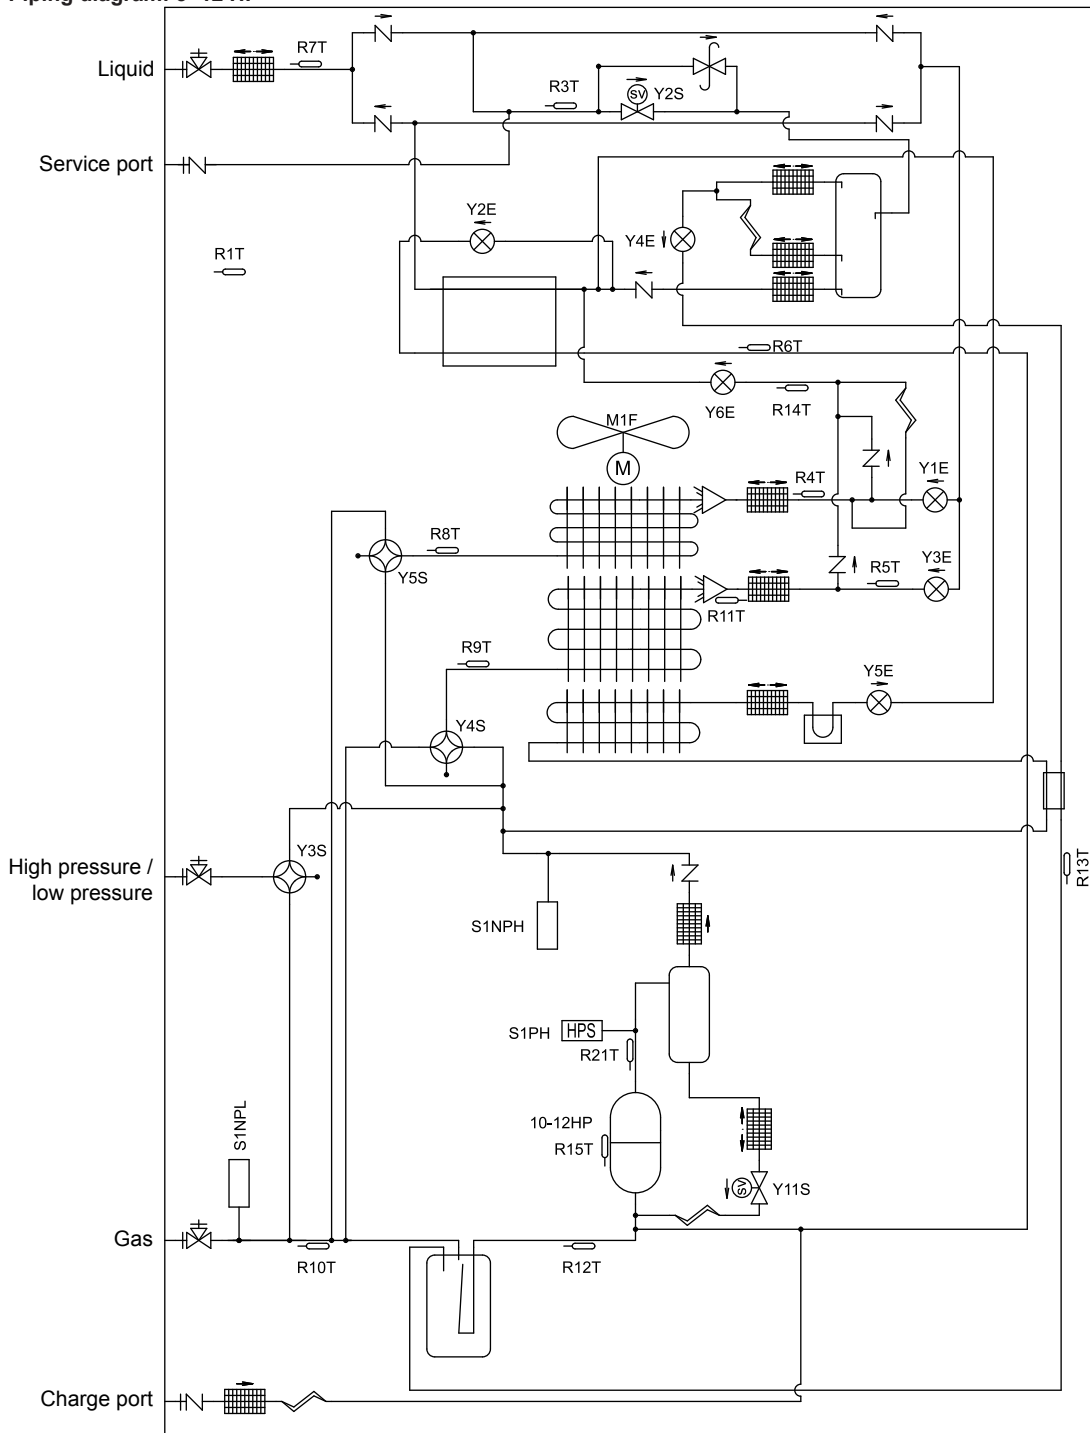 R7T
Liquid
R3T
SV
Y2S
Service port
Y2E
Y4E
R1T
R6T
Y6E
R14T
M1F
M
R4T
Y1E
R8T
Y5S
R5T
Y3E
R11T
R9T
Y5E
Y4S
Y3S
High pressure /
low pressure
R13T
S1NPH
S1PH
HPS
R21T
10-12HP
R15T
S1NPL
SV
Y11S
Gas
R10T
R12T
Charge port